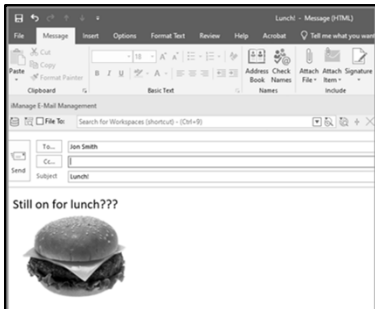 Lunch! - Message (HTML)
File Message Insert Options Format Text Review Help Acrobat Tell me what you want
Paste
Cut
Copy
Format Painter
Clipboard
18 A A
B I U A
Basic Text
Address Book
Check Names
Names
Attach File
Attach Item
Signature
Include
iManage E-Mail Management
File To: Search for Workspaces (shortcut) - (Ctrl+9)
Send
To... Jon Smith
Cc...
Subject Lunch!
Still on for lunch???